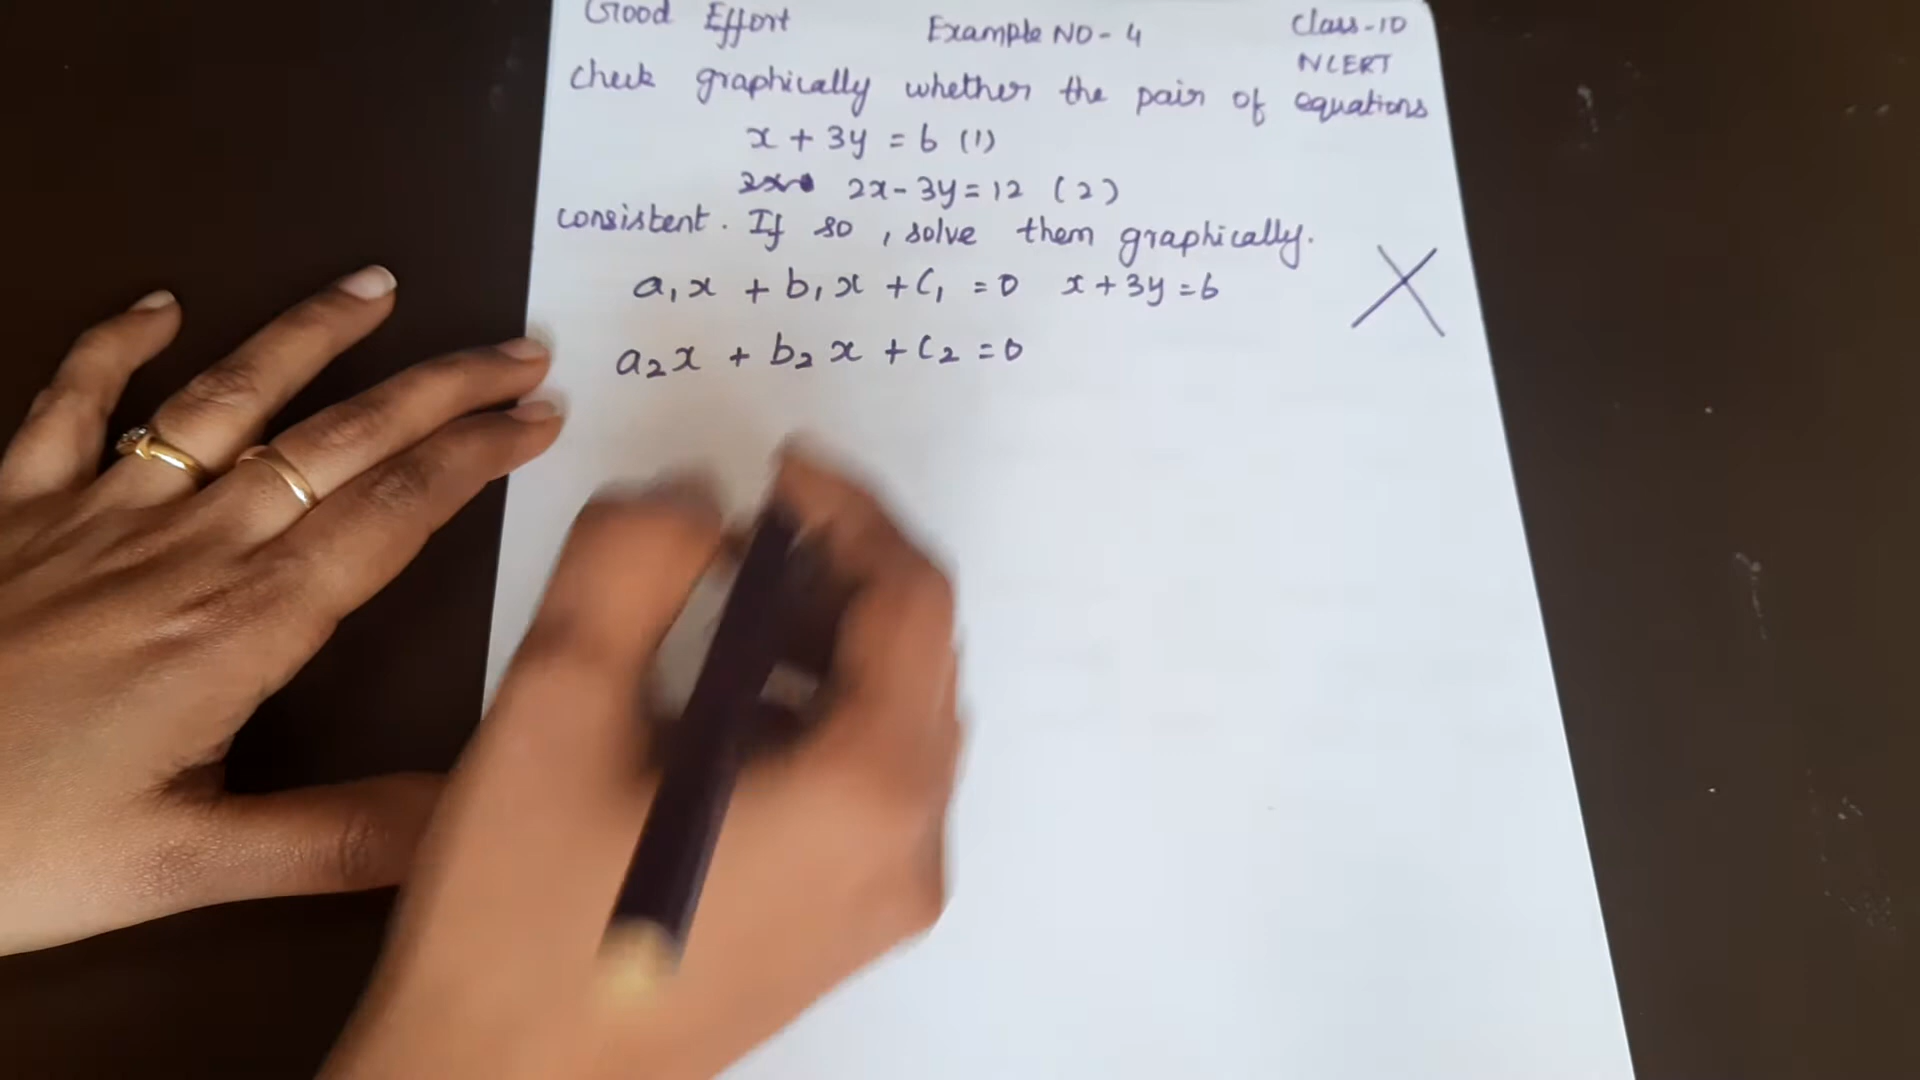 Good Effort Example NO - 4 Class - 10
NCERT
check graphically whether the pair of equations
x + 3y = 6 (1)
2x - 3y = 12 (2)
consistent. If so, solve them graphically.
a₁x + b₁x + C₁ = 0 x + 3y = 6
a₂x + b₂x + C₂ = 0